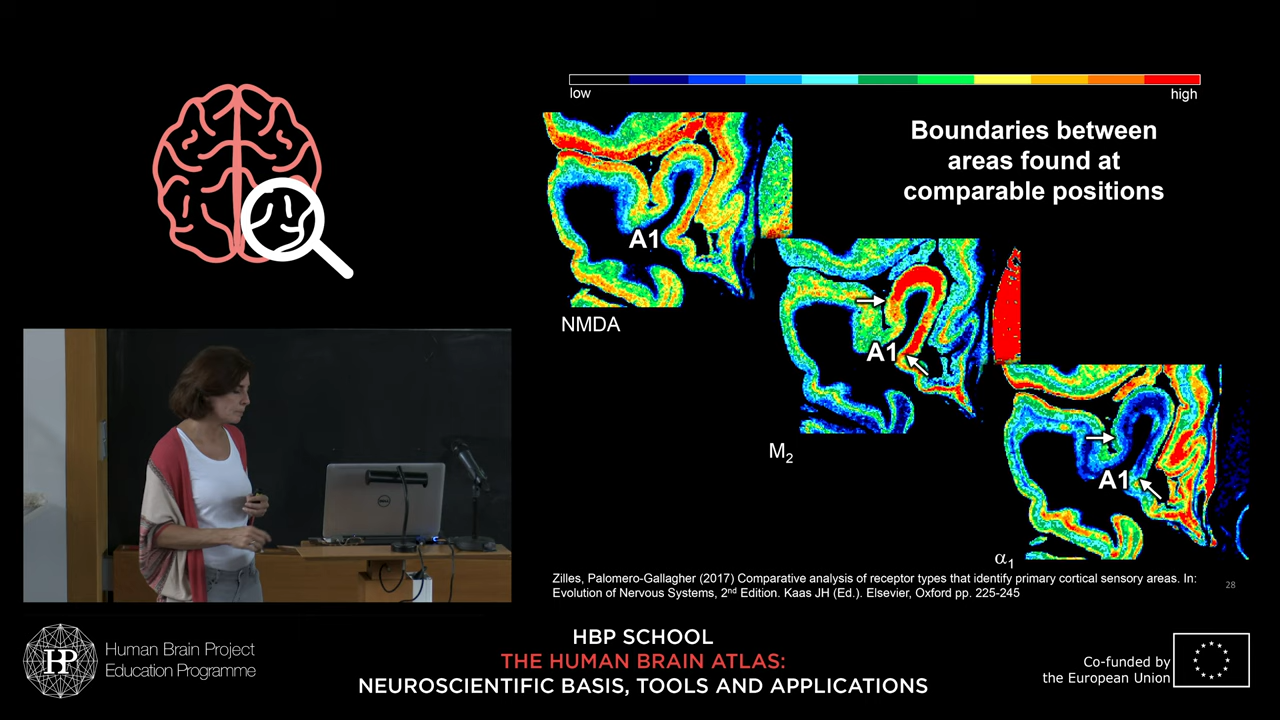 low
high
Boundaries between
areas found at
comparable positions
A1
NMDA
A1
M2
A1
α1
Zilles, Palomero-Gallagher (2017) Comparative analysis of receptor types that identify primary cortical sensory areas. In:
Evolution of Nervous Systems, 2nd Edition. Kaas JH (Ed.). Elsevier, Oxford pp. 225-245
28
DELL
HBP
Human Brain Project
Education Programme
HBP SCHOOL
THE HUMAN BRAIN ATLAS:
NEUROSCIENTIFIC BASIS, TOOLS AND APPLICATIONS
Co-funded by
the European Union